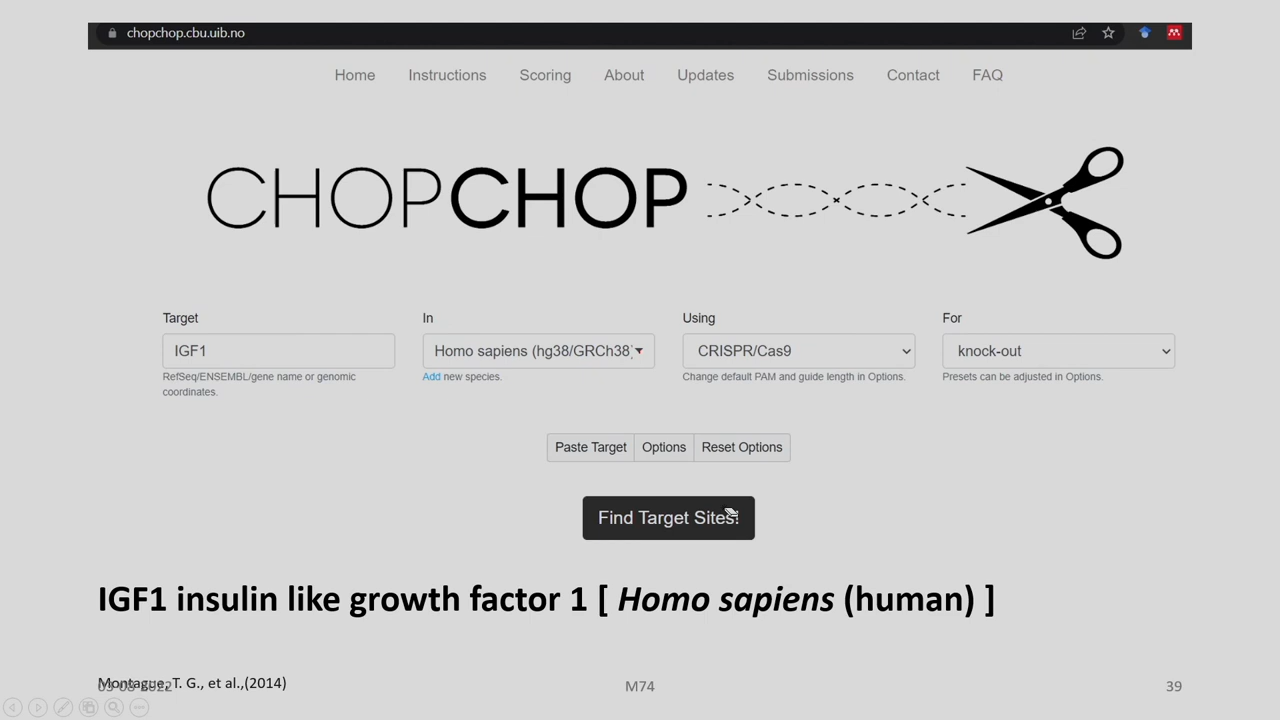 chopchop.cbu.uib.no
Home Instructions Scoring About Updates Submissions Contact FAQ
CHOPCHOP
Target In Using For
IGF1 Homo sapiens (hg38/GRCh38) CRISPR/Cas9 knock-out
RefSeq/ENSEMBL/gene name or genomic Add new species. Change default PAM and guide length in Options. Presets can be adjusted in Options.
coordinates.
Paste Target Options Reset Options
Find Target Sites!
IGF1 insulin like growth factor 1 [ Homo sapiens (human) ]
Montague, T. G., et al.,(2014)
03-08-2022 M74 39